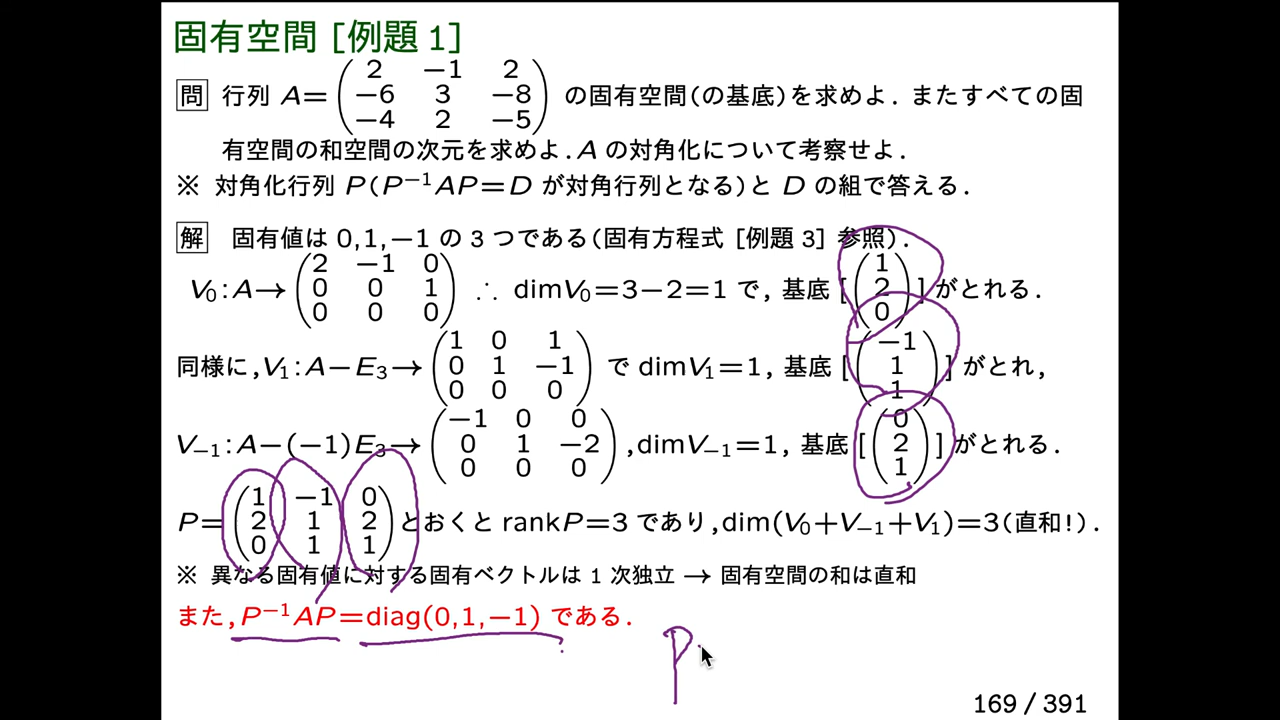 固有空間 [例題 1]
問 行列 A=(2 −1 2
−6 3 −8
−4 2 −5) の固有空間(の基底)を求めよ. またすべての固
有空間の和空間の次元を求めよ.A の対角化について考察せよ.
※ 対角化行列 P(P⁻¹AP=D が対角行列となる)と D の組で答える.
解 固有値は 0,1,−1 の 3 つである(固有方程式 [例題 3] 参照).
V₀:A→(2 −1 0
0 0 1
0 0 0) ∴ dimV₀=3−2=1 で, 基底 [(1
2
0)] がとれる.
同様に,V₁:A−E₃→(1 0 1
0 1 −1
0 0 0) で dimV₁=1, 基底 [(−1
1
1)] がとれ,
V₋₁:A−(−1)E₃→(−1 0 0
0 1 −2
0 0 0),dimV₋₁=1, 基底 [(0
2
1)] がとれる.
P=(1 −1 0
2 1 2
0 1 1) とおくと rankP=3 であり,dim(V₀+V₋₁+V₁)=3(直和!).
※ 異なる固有値に対する固有ベクトルは 1 次独立 → 固有空間の和は直和
また,P⁻¹AP=diag(0,1,−1) である.
P
169 / 391